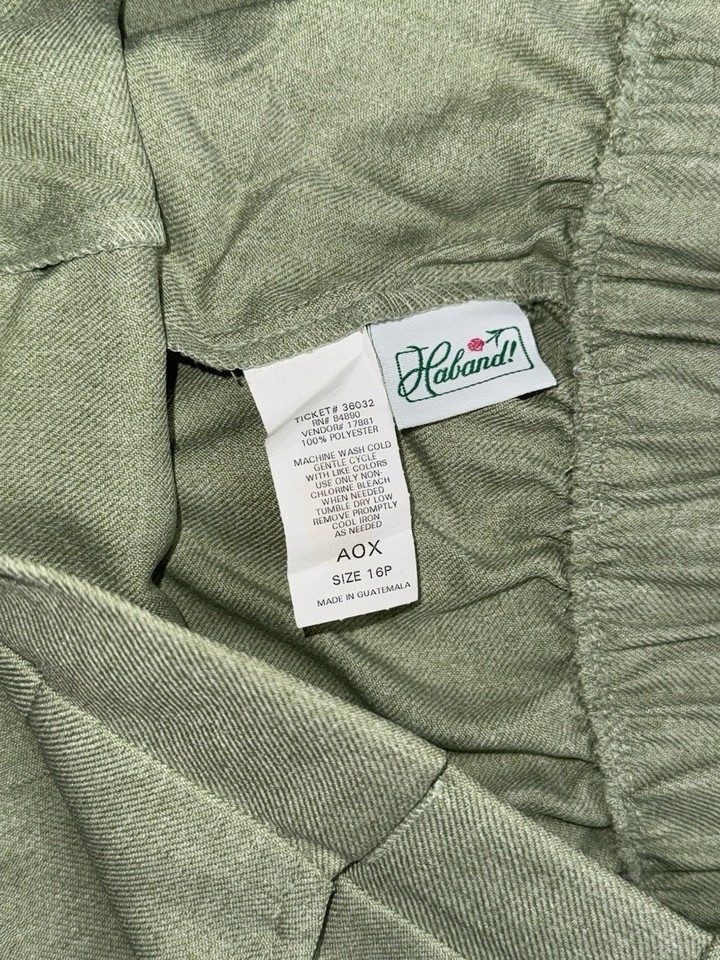 Haband!
TICKET# 36032
RN# 84890
VENDOR# 17881
100% POLYESTER
MACHINE WASH COLD
GENTLE CYCLE
WITH LIKE COLORS
USE ONLY NON-
CHLORINE BLEACH
WHEN NEEDED
TUMBLE DRY LOW
REMOVE PROMPTLY
COOL IRON
AS NEEDED
AOX
SIZE 16P
MADE IN GUATEMALA